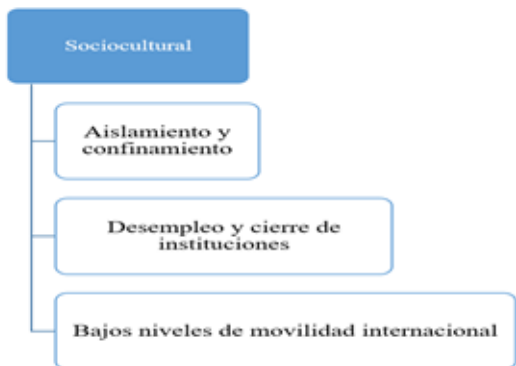 Sociocultural
Aislamiento y
confinamiento
Desempleo y cierre de
instituciones
Bajos niveles de movilidad internacional